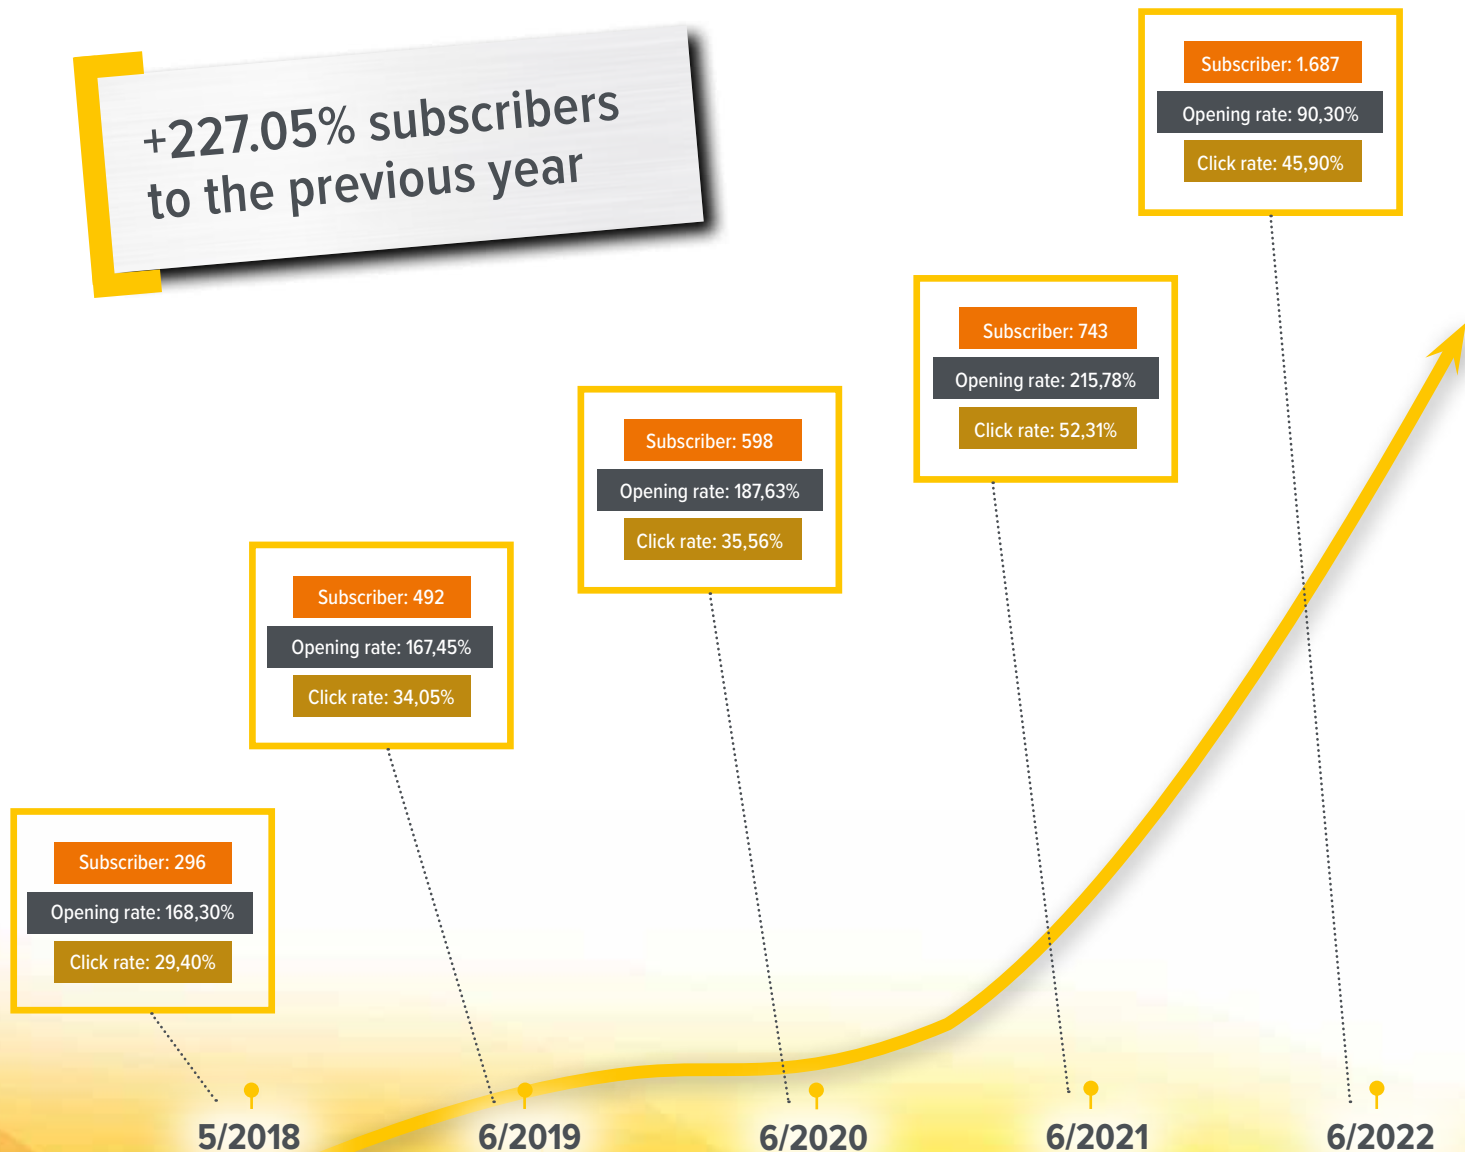 +227.05% subscribers
to the previous year
Subscriber: 1.687
Opening rate: 90,30%
Click rate: 45,90%
Subscriber: 743
Opening rate: 215,78%
Click rate: 52,31%
Subscriber: 598
Opening rate: 187,63%
Click rate: 35,56%
Subscriber: 492
Opening rate: 167,45%
Click rate: 34,05%
Subscriber: 296
Opening rate: 168,30%
Click rate: 29,40%
5/2018
6/2019
6/2020
6/2021
6/2022